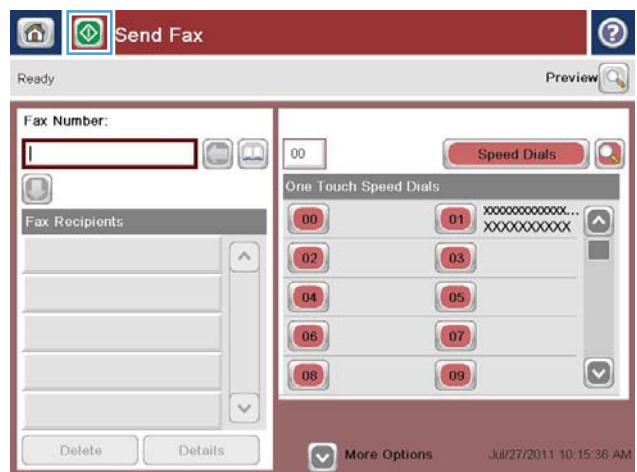 Send Fax
Ready
Preview
Fax Number:
00
Speed Dials
One Touch Speed Dials
Fax Recipients
00
01
XXXXXXXXXXXX...
XXXXXXXXXX
02
03
04
05
06
07
08
09
Delete
Details
More Options
Jul/27/2011 10:15:36 AM